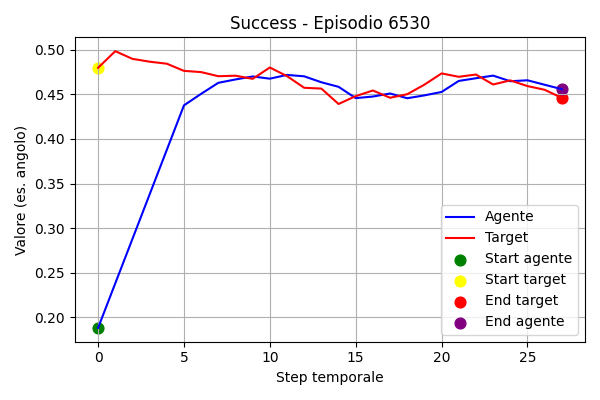 Success - Episodio 6530
0.50
0.45
0.40
0.35
0.30
0.25
0.20
Valore (es. angolo)
Agente
Target
Start agente
Start target
End target
End agente
0 5 10 15 20 25
Step temporale